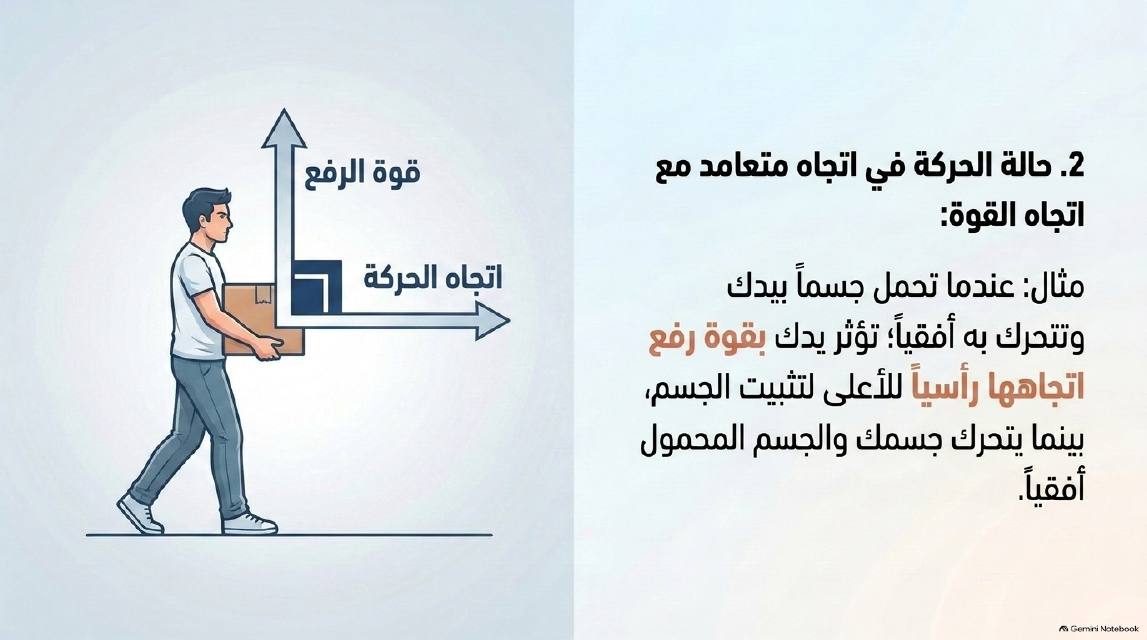 قوة الرفع
اتجاه الحركة
2. حالة الحركة في اتجاه متعامد مع
اتجاه القوة:
مثال: عندما تحمل جسماً بيدك
وتتحرك به أفقياً؛ تؤثر يدك بقوة رفع
اتجاهها رأسياً للأعلى لتثبيت الجسم،
بينما يتحرك جسمك والجسم المحمول
أفقياً.
Gemini Notebook